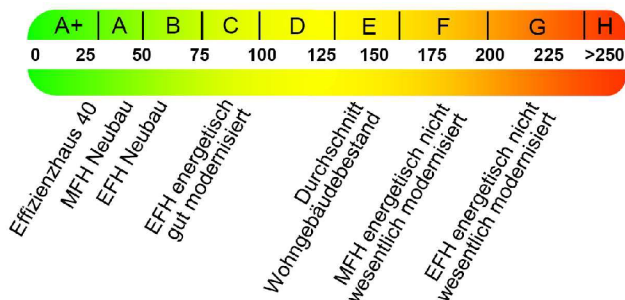 A+ A B C D E F G H
0 25 50 75 100 125 150 175 200 225 >250
Effizienzhaus 40
MFH Neubau
EFH Neubau
EFH energetisch
gut modernisiert
Durchschnitt
Wohngebäudebestand
MFH energetisch nicht
wesentlich modernisiert
EFH energetisch nicht
wesentlich modernisiert